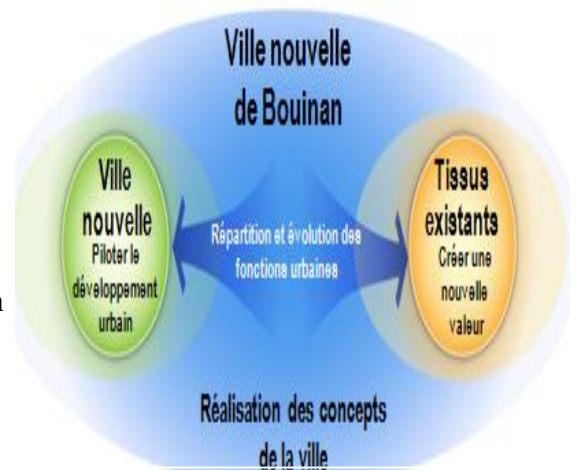 Ville nouvelle
de Bouinan
Ville
nouvelle
Piloter le
développement
urbain
Répartition et évolution des
fonctions urbaines
Tissus
existants
Créer une
nouvelle
valeur
Réalisation des concepts
de la ville